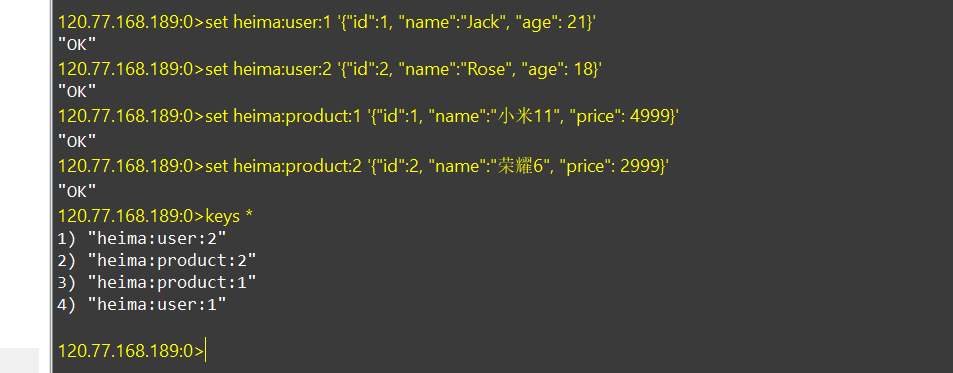 120.77.168.189:0>set heima:user:1 '{"id":1, "name":"Jack", "age": 21}'
"OK"
120.77.168.189:0>set heima:user:2 '{"id":2, "name":"Rose", "age": 18}'
"OK"
120.77.168.189:0>set heima:product:1 '{"id":1, "name":"小米11", "price": 4999}'
"OK"
120.77.168.189:0>set heima:product:2 '{"id":2, "name":"荣耀6", "price": 2999}'
"OK"
120.77.168.189:0>keys *
1) "heima:user:2"
2) "heima:product:2"
3) "heima:product:1"
4) "heima:user:1"
120.77.168.189:0>